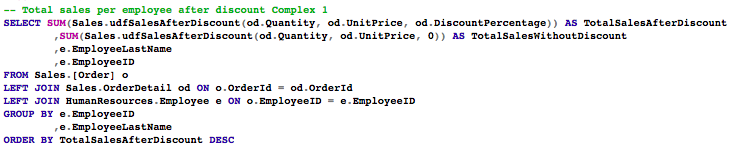 -- Total sales per employee after discount Complex 1
SELECT SUM(Sales.udfSalesAfterDiscount(od.Quantity, od.UnitPrice, od.DiscountPercentage)) AS TotalSalesAfterDiscount
,SUM(Sales.udfSalesAfterDiscount(od.Quantity, od.UnitPrice, 0)) AS TotalSalesWithoutDiscount
,e.EmployeeLastName
,e.EmployeeID
FROM Sales.[Order] o
LEFT JOIN Sales.OrderDetail od ON o.OrderId = od.OrderId
LEFT JOIN HumanResources.Employee e ON o.EmployeeID = e.EmployeeID
GROUP BY e.EmployeeID
,e.EmployeeLastName
ORDER BY TotalSalesAfterDiscount DESC